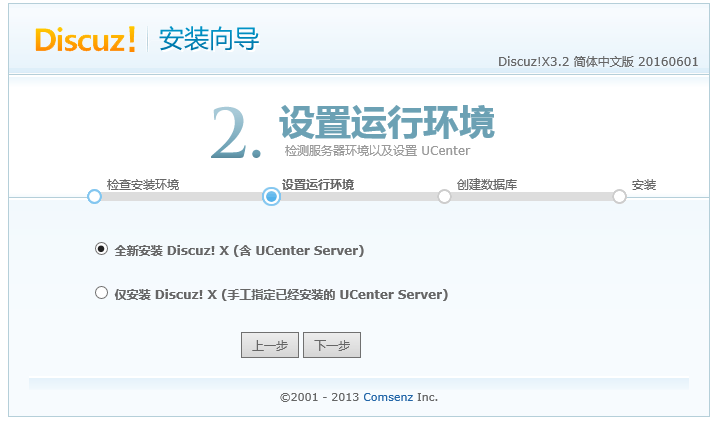 Discuz! 安装向导
Discuz!X3.2 简体中文版 20160601
2. 设置运行环境
检测服务器环境以及设置 UCenter
检查安装环境 设置运行环境 创建数据库 安装
全新安装 Discuz! X (含 UCenter Server)
仅安装 Discuz! X (手工指定已经安装的 UCenter Server)
上一步 下一步
©2001 - 2013 Comsenz Inc.